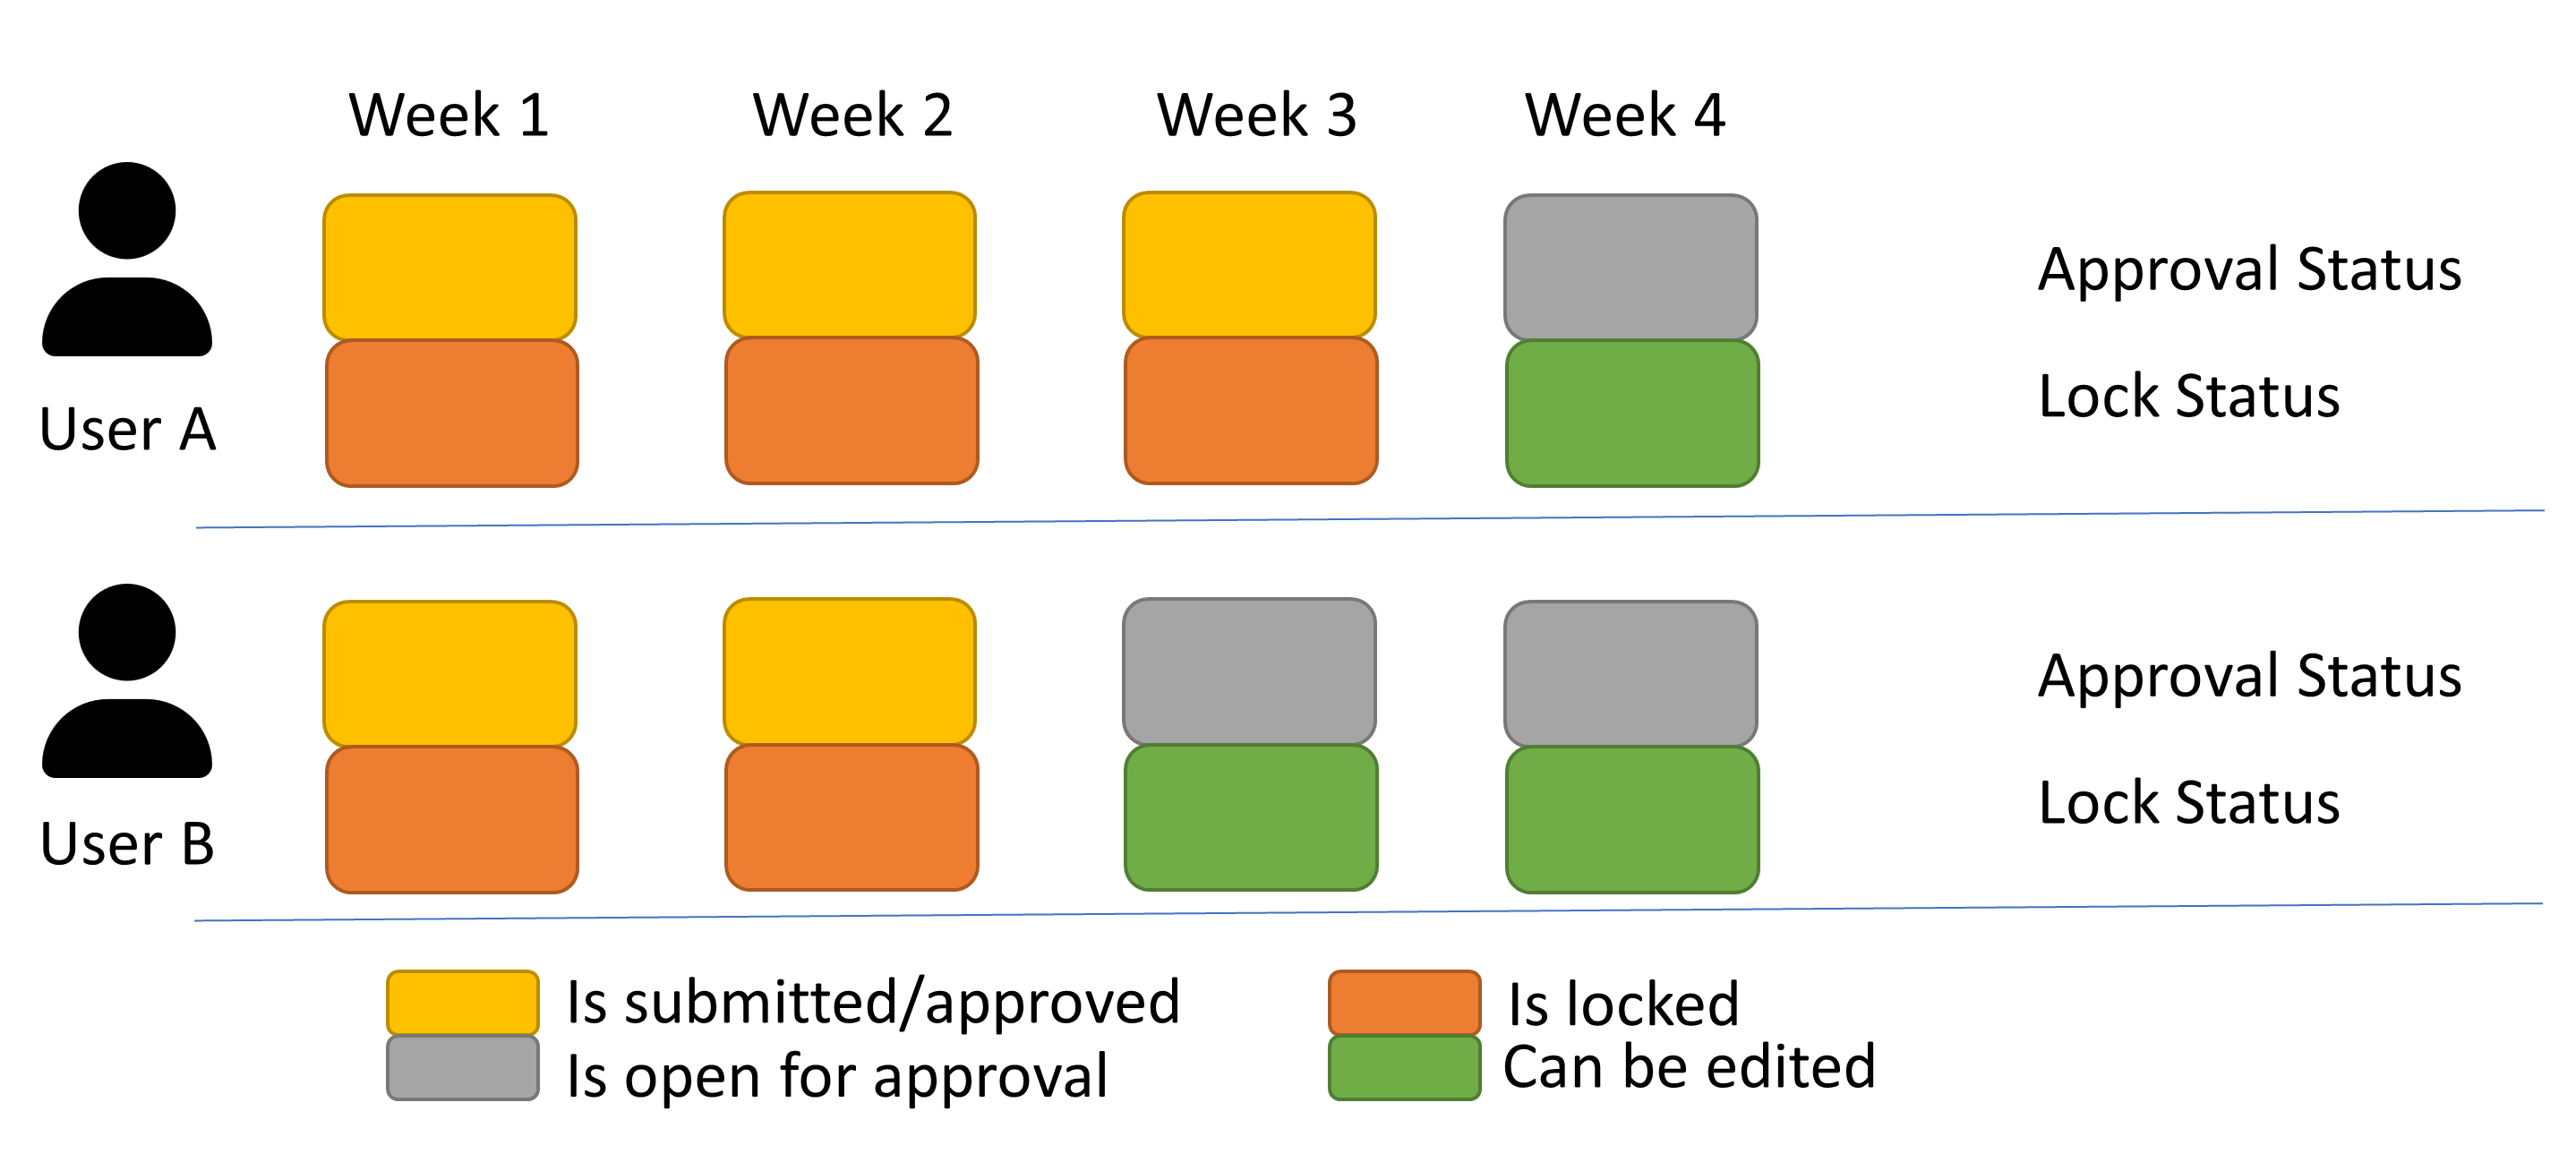 Week 1 Week 2 Week 3 Week 4
Approval Status
Lock Status
User A
Approval Status
Lock Status
User B
Is submitted/approved
Is open for approval
Is locked
Can be edited